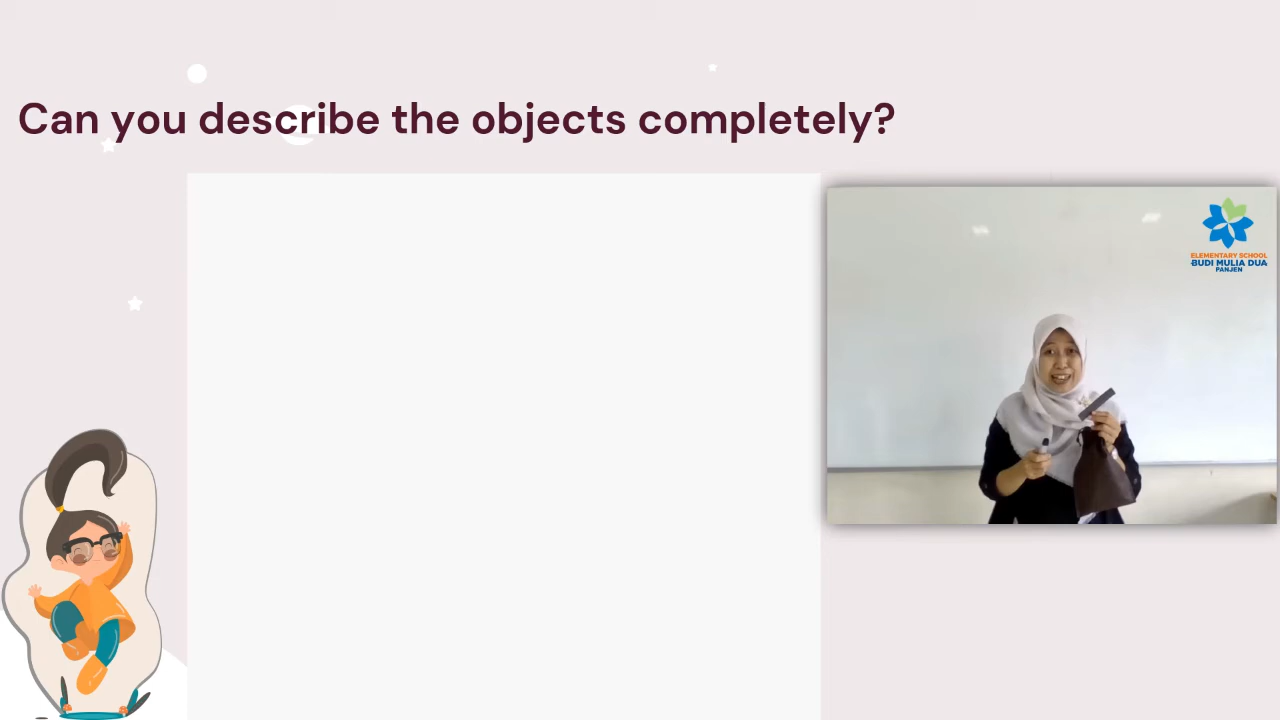 Can you describe the objects completely?
ELEMENTARY SCHOOL
BUDI MULIA DUA
PANJEN